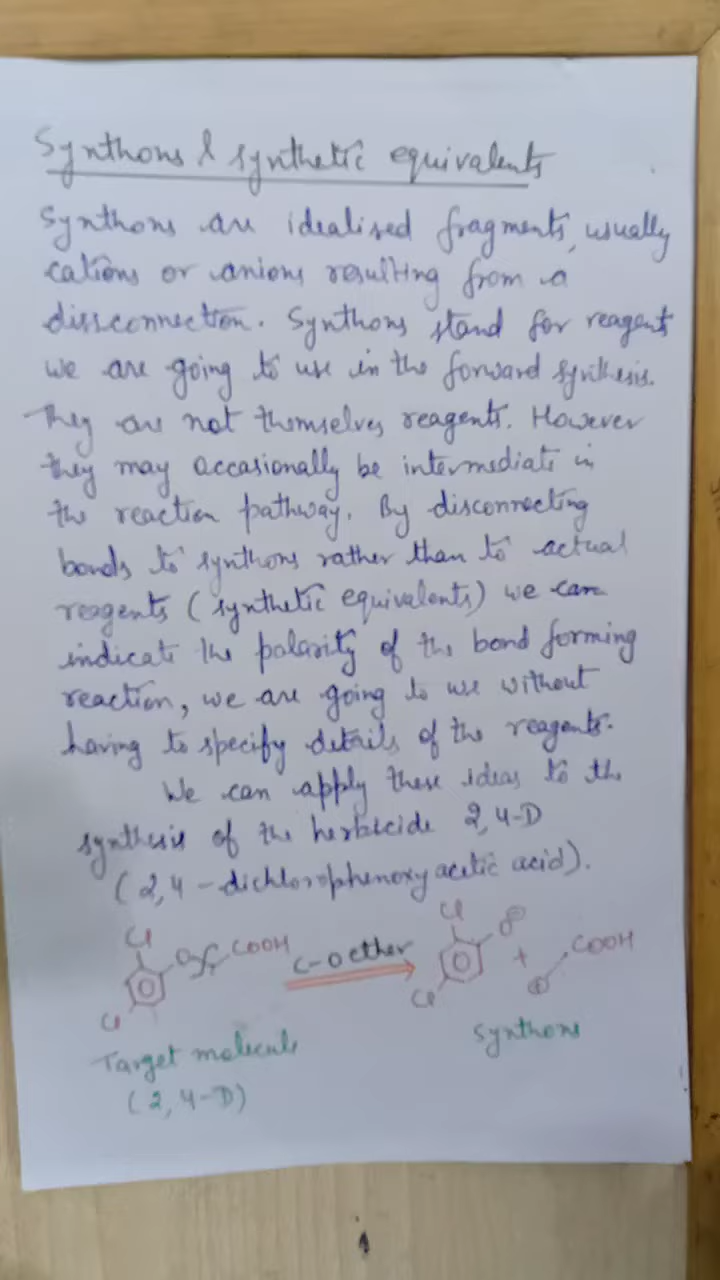 Synthons & synthetic equivalents
Synthons are idealised fragments, usually
cations or anions resulting from a
dissconnection. Synthons stand for reagent
we are going to use in the forward synthesis.
They are not themselves reagents. However
they may accasionally be intermediate in
the reaction pathway. By disconnecting
bonds to synthons rather than to actual
reagents (synthetic equivalents) we can
indicate the polarity of the bond forming
reaction, we are going to use without
having to specify details of the reagents.
We can apply these ideas to the
synthesis of the herbicide 2,4-D
(2,4-dichlorophenoxyacetic acid).
Cl O COOH Cl C-O ether Cl O⊖ Cl + ⊕ COOH
Target molecule
(2,4-D)
Synthons
1